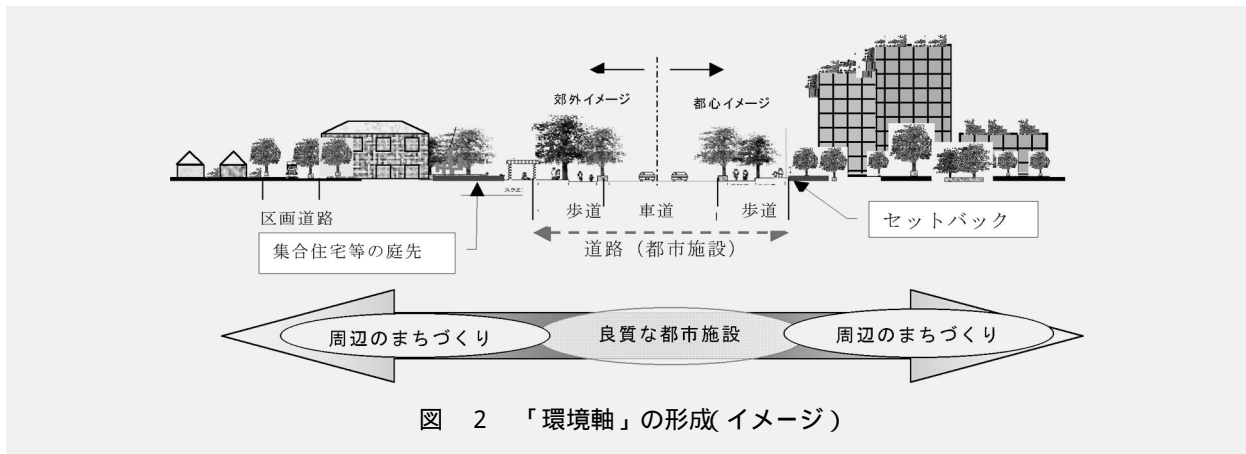 郊外イメージ
都心イメージ
スクエ
区画道路
歩道
車道
歩道
セットバック
集合住宅等の庭先
道路（都市施設）
周辺のまちづくり
良質な都市施設
周辺のまちづくり
図　2　「環境軸」の形成(イメージ)